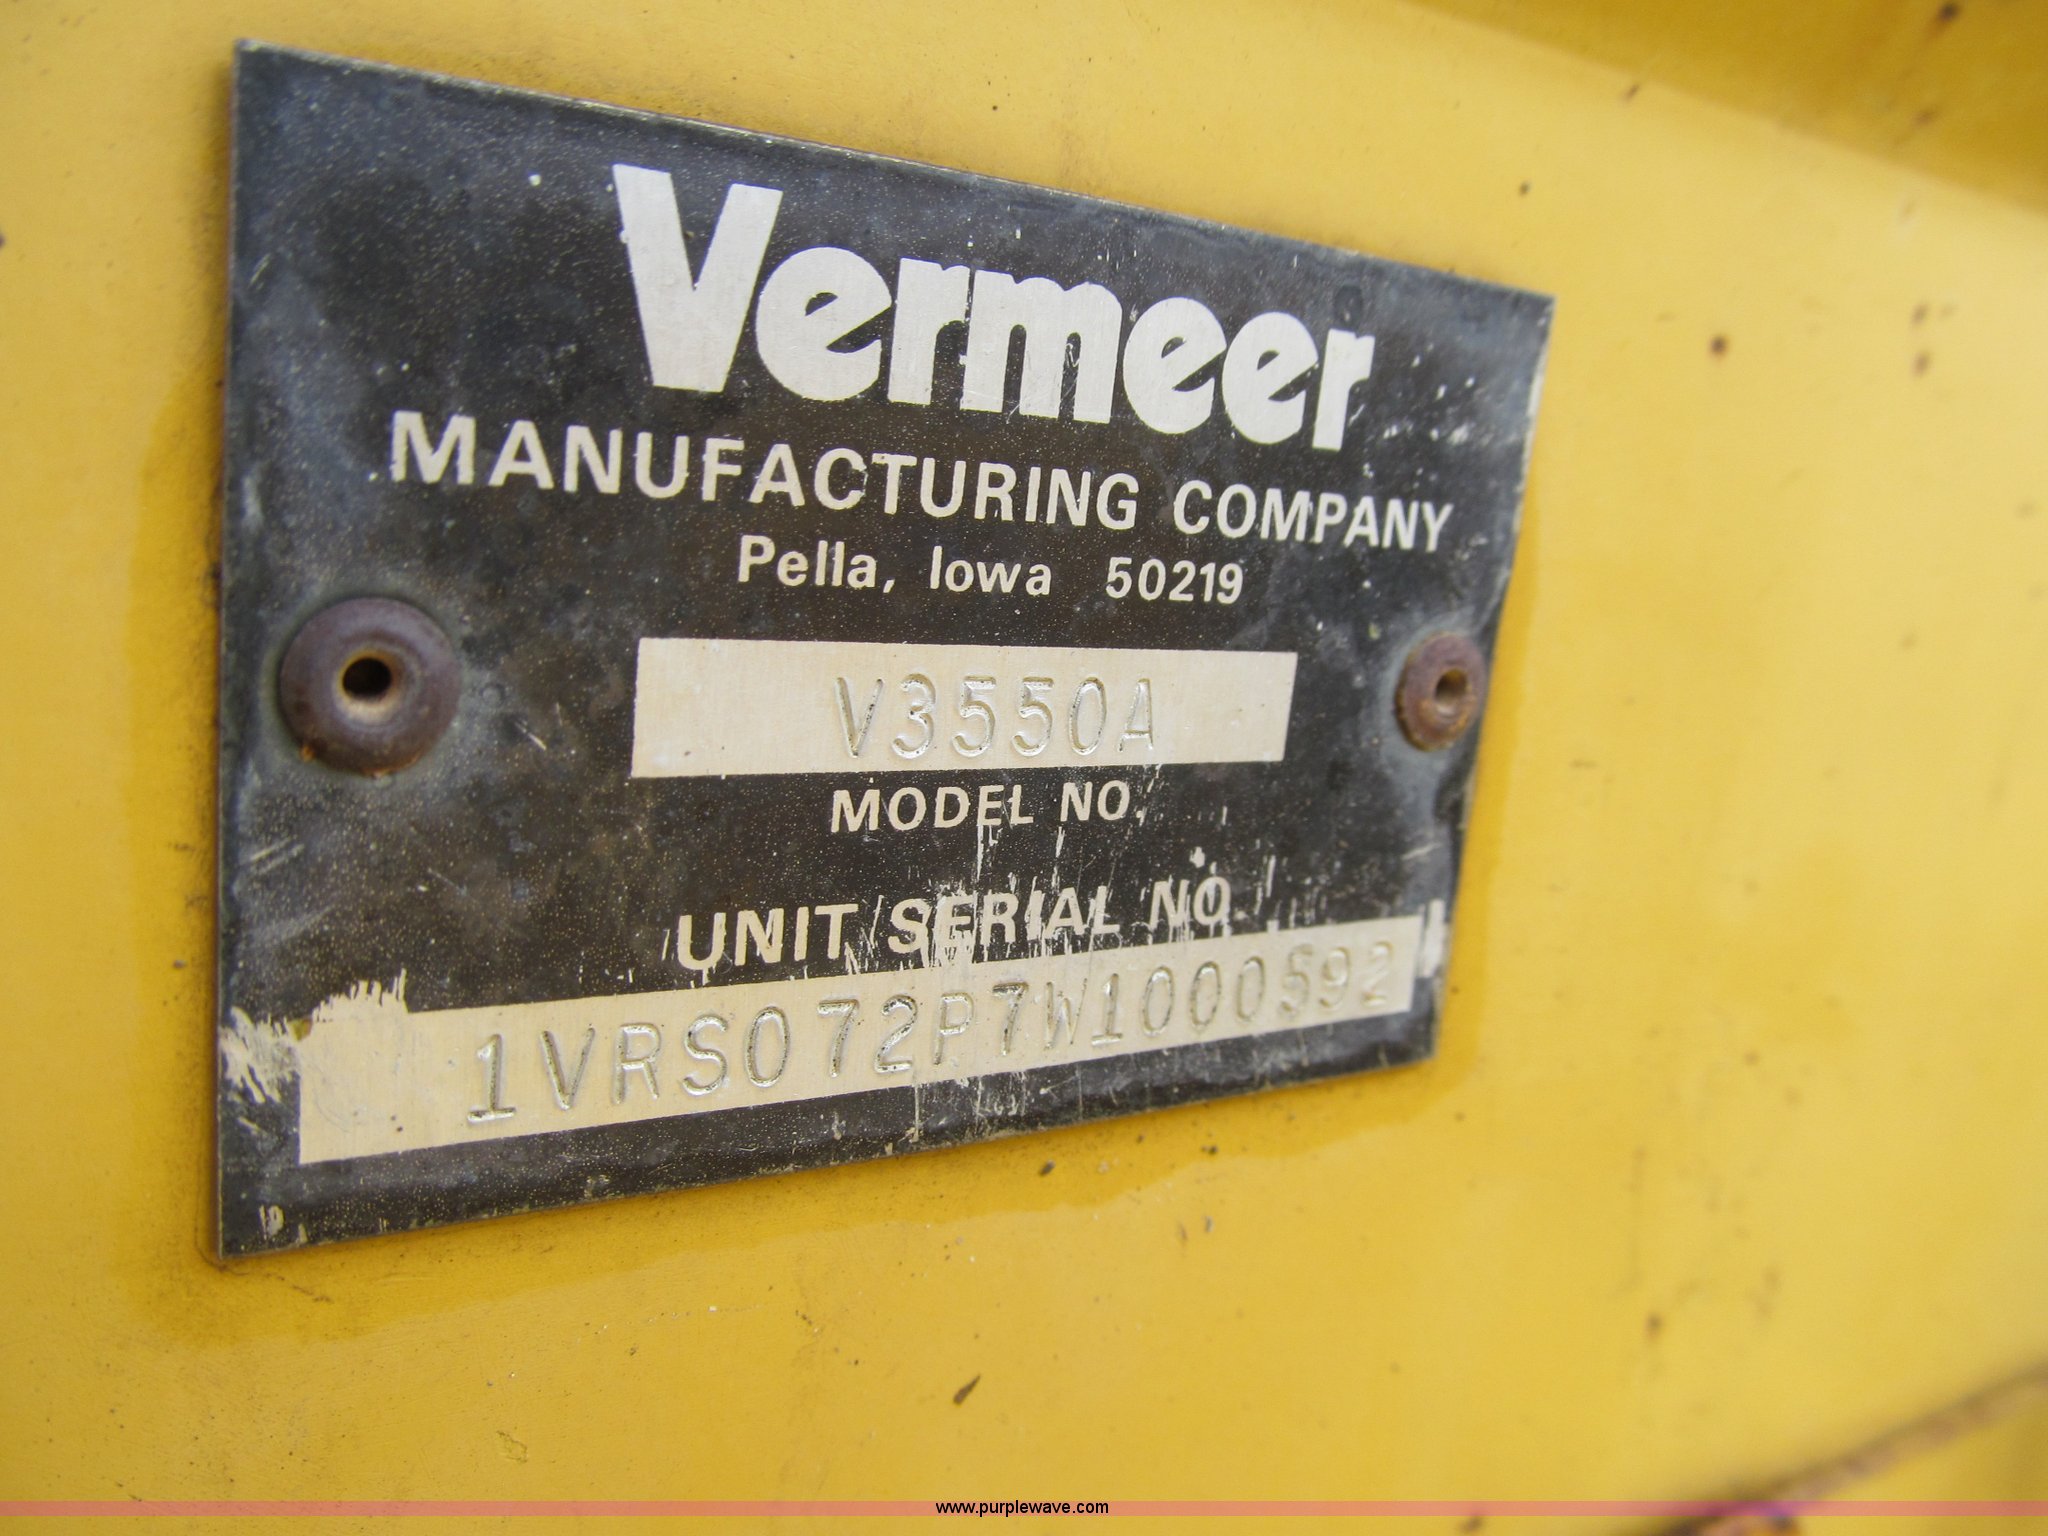 Vermeer
MANUFACTURING COMPANY
Pella, Iowa 50219
V3550A
MODEL NO.
UNIT SERIAL NO.
1VRS072P7W1000592
www.purplewave.com